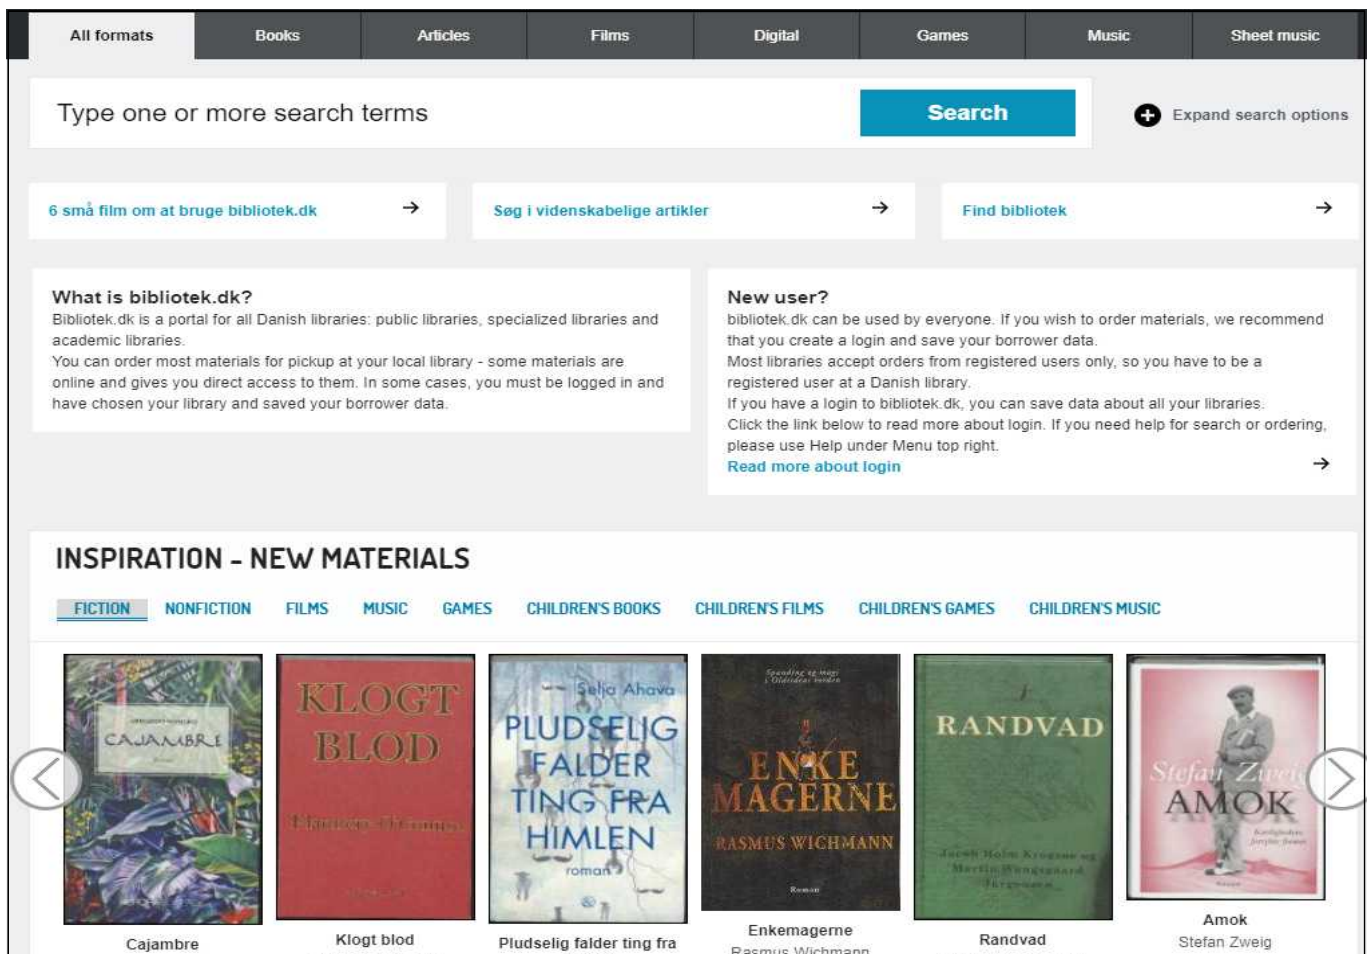 All formats
Books
Articles
Films
Digital
Games
Music
Sheet music
Type one or more search terms
Search
Expand search options
6 små film om at bruge bibliotek.dk
Søg i videnskabelige artikler
Find bibliotek
What is bibliotek.dk?
Bibliotek.dk is a portal for all Danish libraries: public libraries, specialized libraries and
academic libraries.
You can order most materials for pickup at your local library - some materials are
online and gives you direct access to them. In some cases, you must be logged in and
have chosen your library and saved your borrower data.
New user?
bibliotek.dk can be used by everyone. If you wish to order materials, we recommend
that you create a login and save your borrower data.
Most libraries accept orders from registered users only, so you have to be a
registered user at a Danish library.
If you have a login to bibliotek.dk, you can save data about all your libraries.
Click the link below to read more about login. If you need help for search or ordering,
please use Help under Menu top right.
Read more about login
INSPIRATION - NEW MATERIALS
FICTION
NONFICTION
FILMS
MUSIC
GAMES
CHILDREN'S BOOKS
CHILDREN'S FILMS
CHILDREN'S GAMES
CHILDREN'S MUSIC
CAJAMBRE
KLOGT
BLOD
Selja Ahava
PLUDSELIG
FALDER
TING FRA
HIMLEN
roman
Spænding og magi
i Oldtidens verden
ENKE
MAGERNE
RASMUS WICHMANN
Roman
RANDVAD
Jacob Holm Krogsøe og
Stefan Zweig
AMOK
Cajambre
Klogt blod
Pludselig falder ting fra
Enkemagerne
Rasmus Wichmann
Randvad
Amok
Stefan Zweig